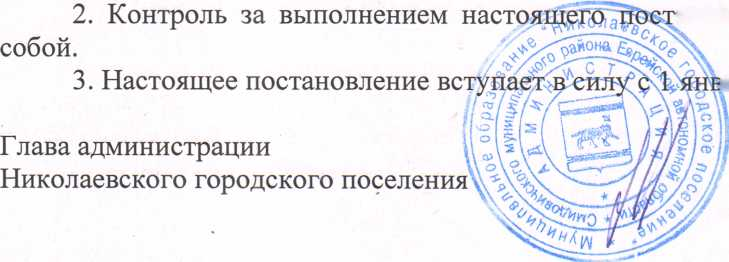 2. Контроль за выполнением настоящего пост
собой.
3. Настоящее постановление вступает в силу с 1 янв
Глава администрации
Николаевского городского поселения
Муниципальное образование "Николаевское городское поселение"
Смидовичского муниципального района Еврейской автономной области
АДМИНИСТРАЦИЯ